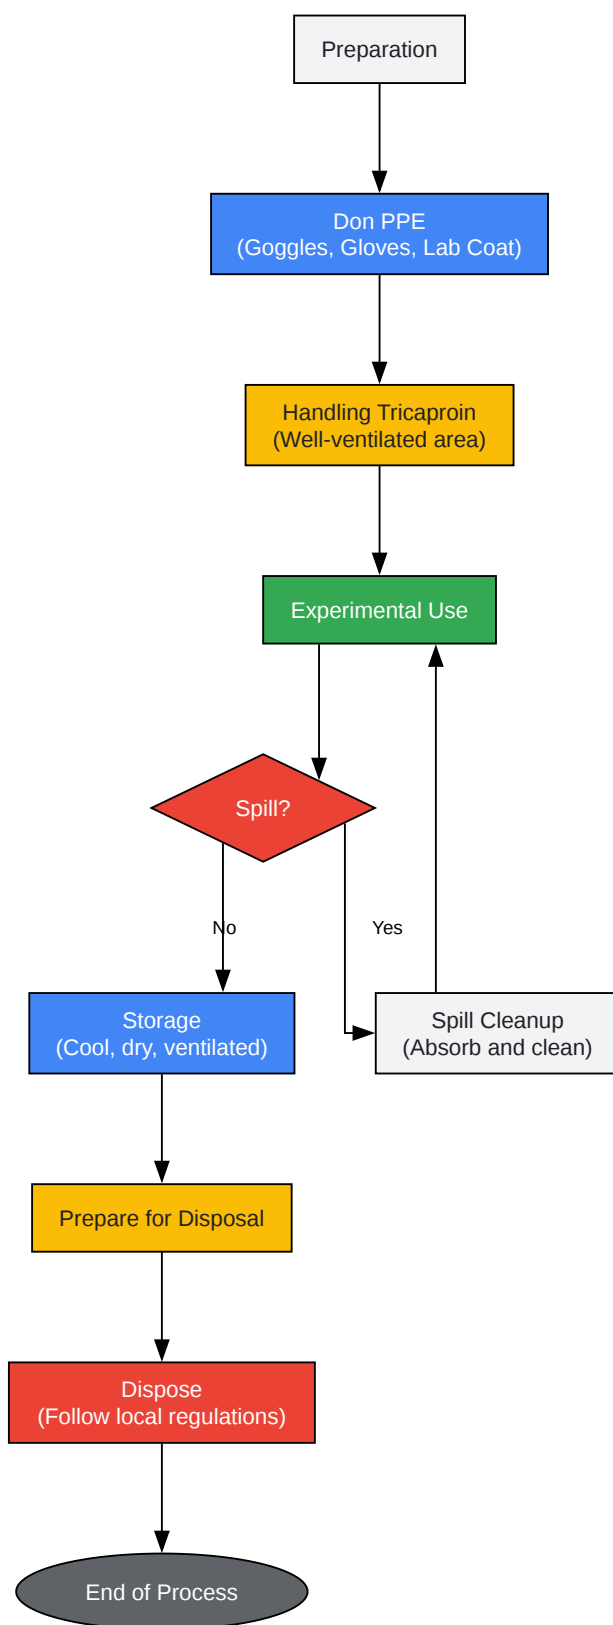 Preparation
Don PPE
(Goggles, Gloves, Lab Coat)
Handling Tricaproin
(Well-ventilated area)
Experimental Use
Spill?
No
Yes
Storage
(Cool, dry, ventilated)
Spill Cleanup
(Absorb and clean)
Prepare for Disposal
Dispose
(Follow local regulations)
End of Process